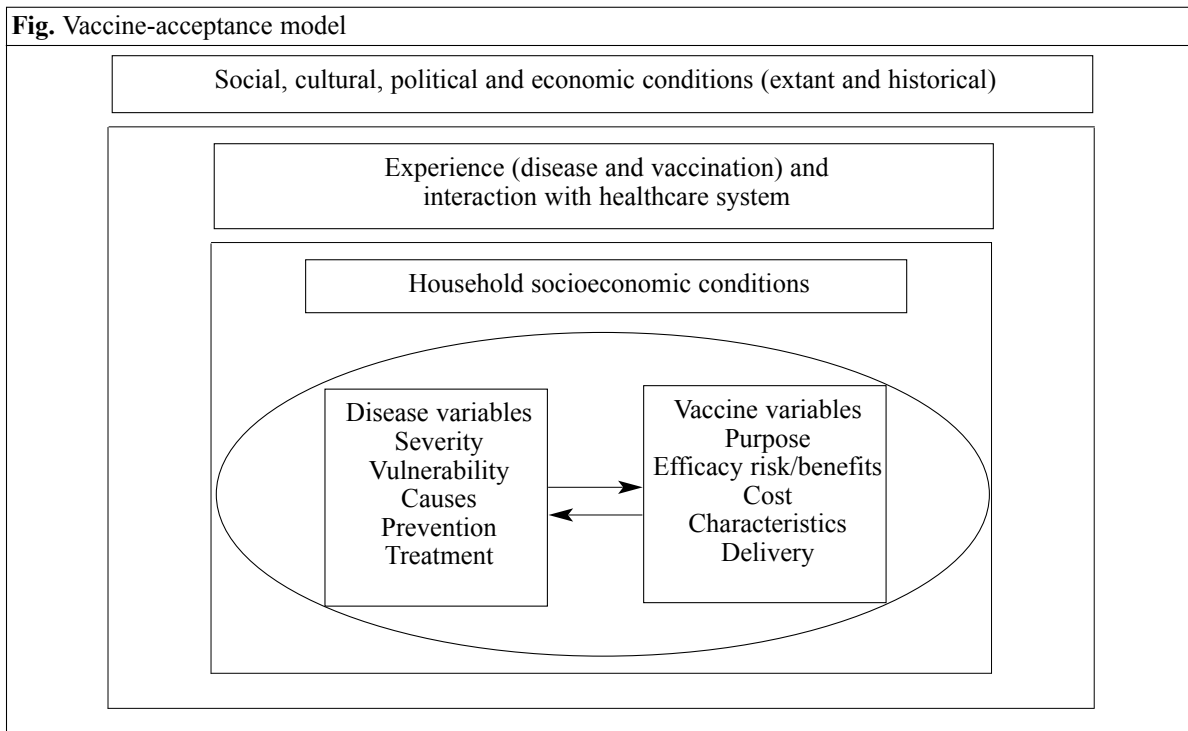 Fig. Vaccine-acceptance model
Social, cultural, political and economic conditions (extant and historical)
Experience (disease and vaccination) and
interaction with healthcare system
Household socioeconomic conditions
Disease variables
Severity
Vulnerability
Causes
Prevention
Treatment
Vaccine variables
Purpose
Efficacy risk/benefits
Cost
Characteristics
Delivery